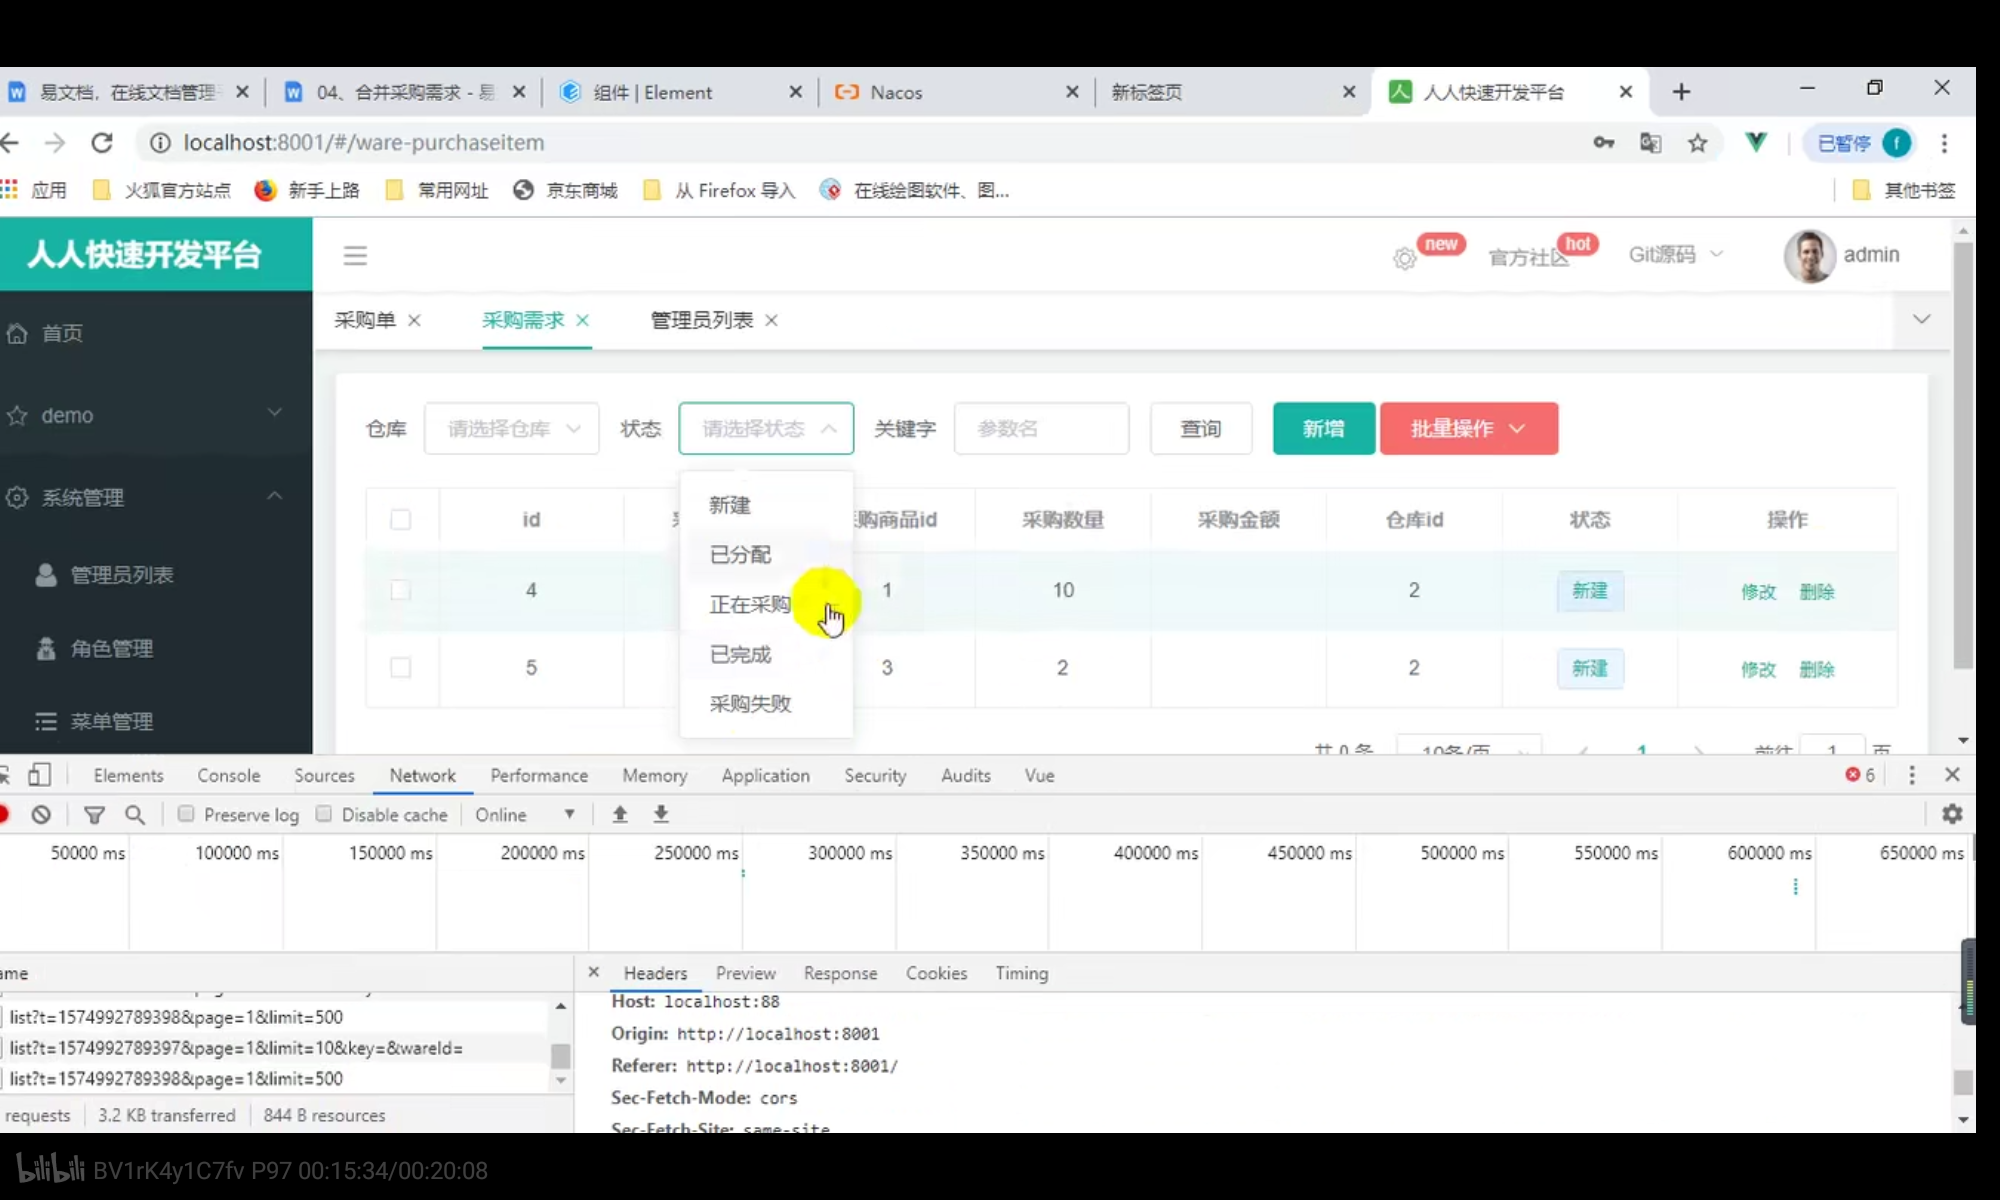 易文档，在线文档管理
04、合并采购需求 - 易
组件 | Element
Nacos
新标签页
人人快速开发平台
localhost:8001/#/ware-purchaseitem
已暂停
f
应用
火狐官方站点
新手上路
常用网址
京东商城
从 Firefox 导入
在线绘图软件、图...
其他书签
人人快速开发平台
new
官方社区
hot
Git源码
admin
首页
demo
系统管理
管理员列表
角色管理
菜单管理
采购单
采购需求
管理员列表
仓库
请选择仓库
状态
请选择状态
关键字
参数名
查询
新增
批量操作
新建
已分配
正在采购
已完成
采购失败
id 购商品id 采购数量 采购金额 仓库id 状态 操作
4 1 10 2 新建 修改 删除
5 3 2 2 新建 修改 删除
共 0 条 10条/页 1 前往 1 页
Elements Console Sources Network Performance Memory Application Security Audits Vue 6
Preserve log Disable cache Online
50000 ms 100000 ms 150000 ms 200000 ms 250000 ms 300000 ms 350000 ms 400000 ms 450000 ms 500000 ms 550000 ms 600000 ms 650000 ms
ame
list?t=1574992789398&page=1&limit=500
list?t=1574992789397&page=1&limit=10&key=&wareId=
list?t=1574992789398&page=1&limit=500
requests 3.2 KB transferred 844 B resources
Headers Preview Response Cookies Timing
Host: localhost:88
Origin: http://localhost:8001
Referer: http://localhost:8001/
Sec-Fetch-Mode: cors
Sec-Fetch-Site: same-site
bilibili BV1rK4y1C7fv P97 00:15:34/00:20:08